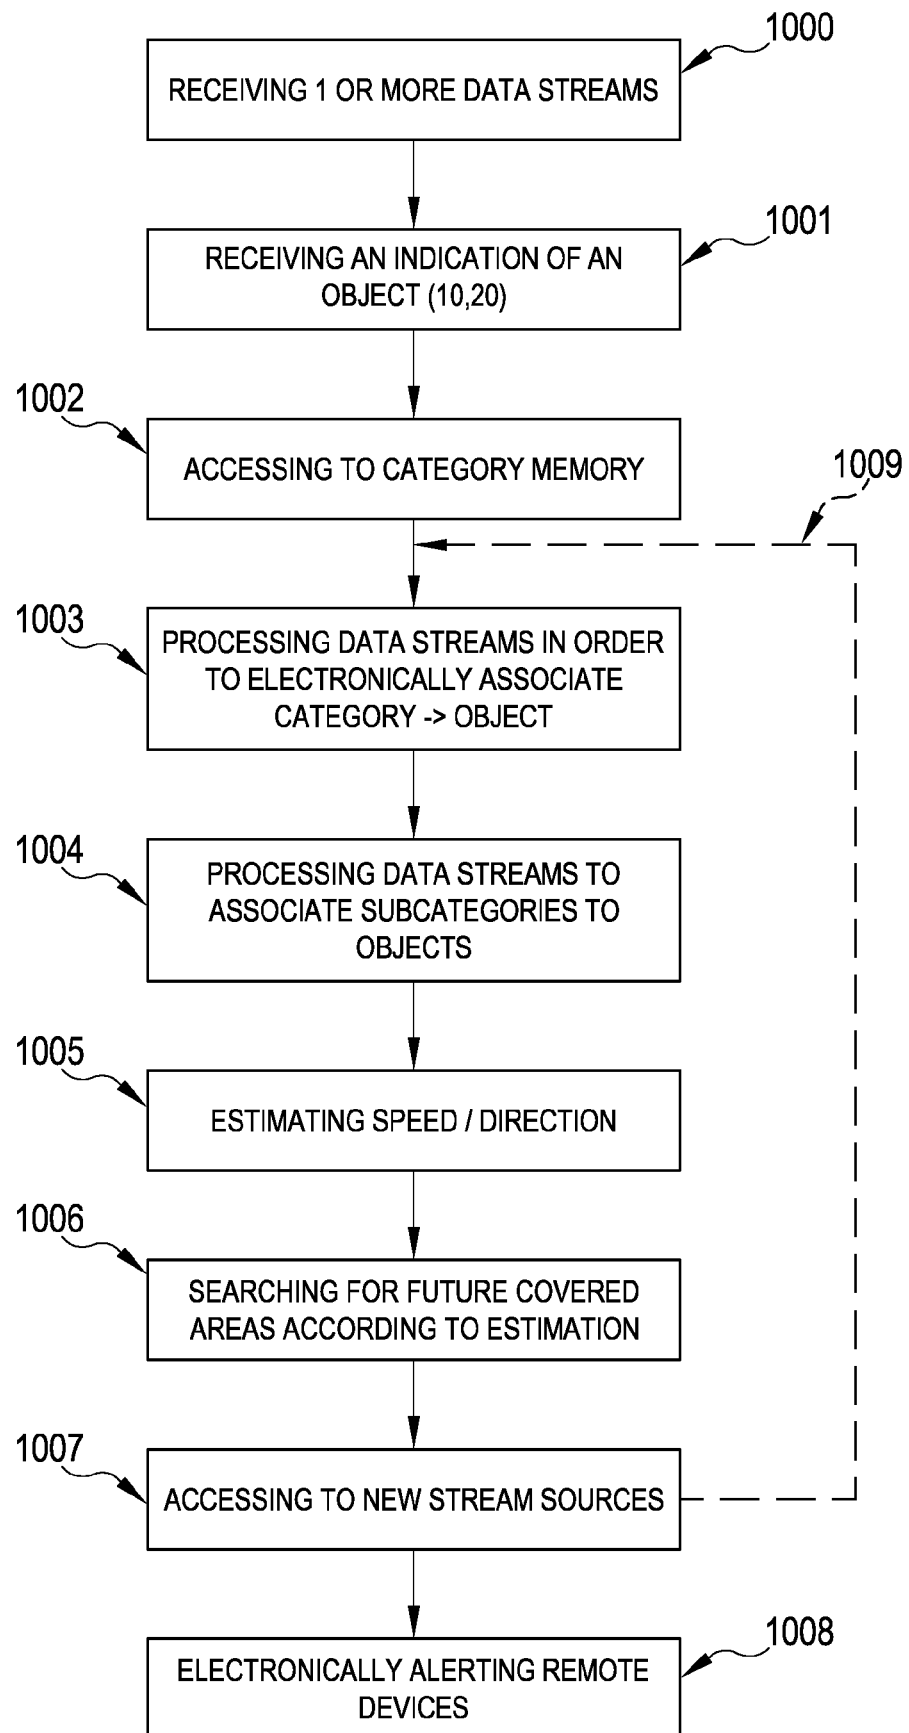 1000
RECEIVING 1 OR MORE DATA STREAMS
1001
RECEIVING AN INDICATION OF AN
OBJECT (10,20)
1002
ACCESSING TO CATEGORY MEMORY
1009
1003
PROCESSING DATA STREAMS IN ORDER
TO ELECTRONICALLY ASSOCIATE
CATEGORY -> OBJECT
1004
PROCESSING DATA STREAMS TO
ASSOCIATE SUBCATEGORIES TO
OBJECTS
1005
ESTIMATING SPEED / DIRECTION
1006
SEARCHING FOR FUTURE COVERED
AREAS ACCORDING TO ESTIMATION
1007
ACCESSING TO NEW STREAM SOURCES
1008
ELECTRONICALLY ALERTING REMOTE
DEVICES